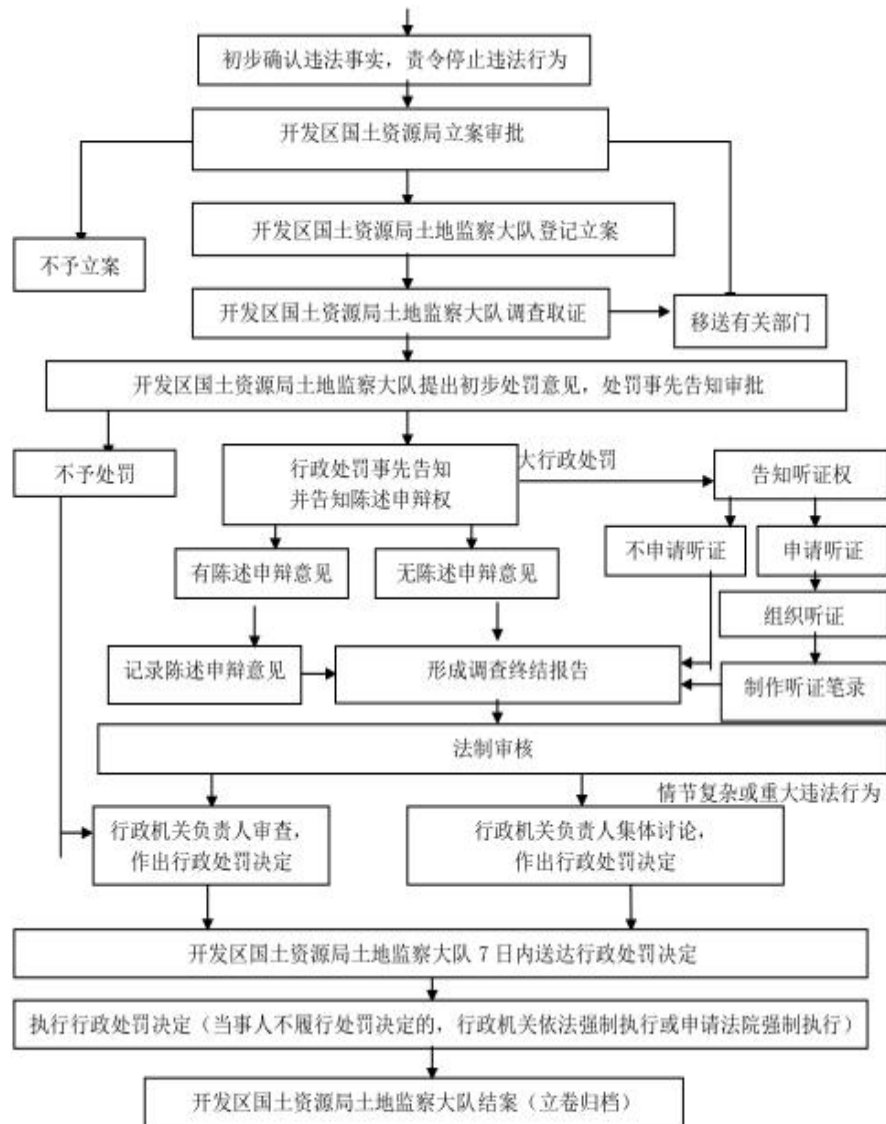 初步确认违法事实，责令停止违法行为
开发区国土资源局立案审批
开发区国土资源局土地监察大队登记立案
不予立案
开发区国土资源局土地监察大队调查取证
移送有关部门
开发区国土资源局土地监察大队提出初步处罚意见，处罚事先告知审批
不予处罚
行政处罚事先告知
并告知陈述申辩权
大行政处罚
告知听证权
不申请听证
申请听证
有陈述申辩意见
无陈述申辩意见
组织听证
记录陈述申辩意见
形成调查终结报告
制作听证笔录
法制审核
情节复杂或重大违法行为
行政机关负责人审查，
作出行政处罚决定
行政机关负责人集体讨论，
作出行政处罚决定
开发区国土资源局土地监察大队 7 日内送达行政处罚决定
执行行政处罚决定（当事人不履行处罚决定的，行政机关依法强制执行或申请法院强制执行）
开发区国土资源局土地监察大队结案（立卷归档）